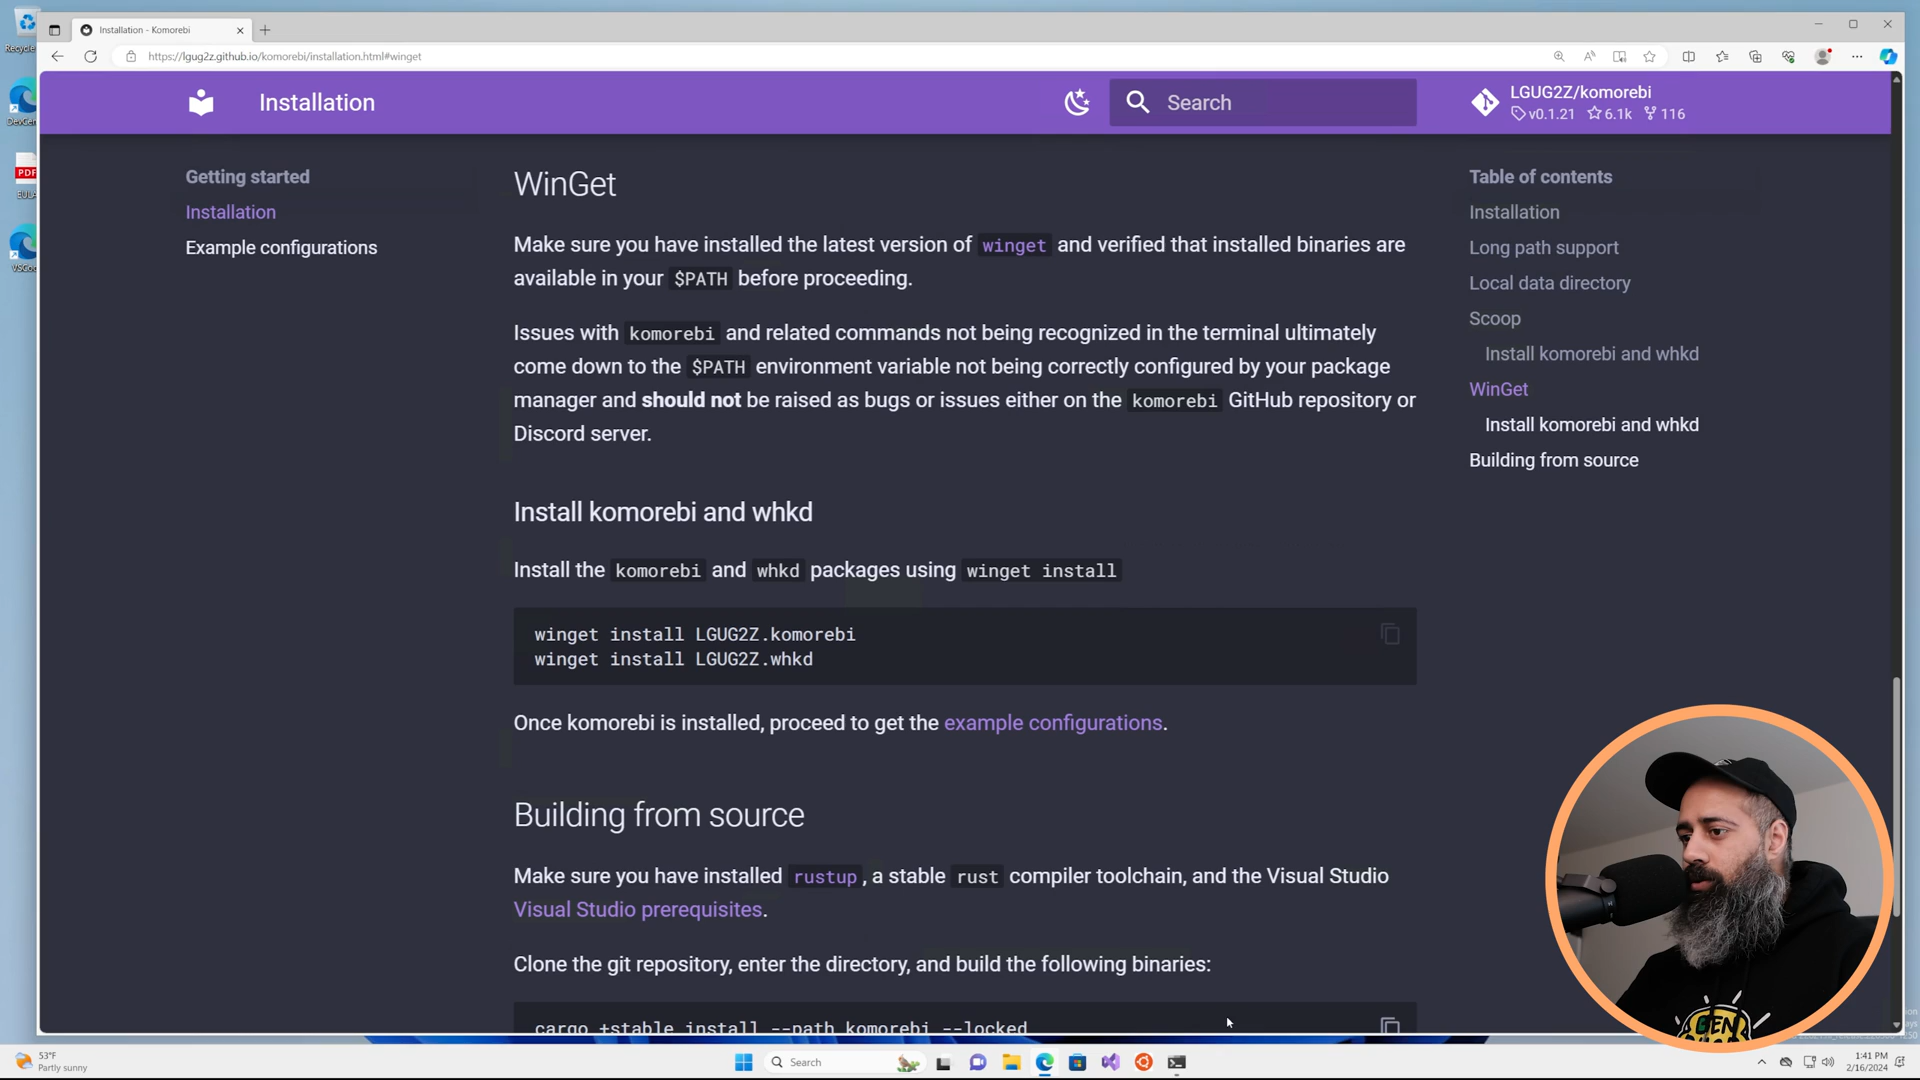 Installation - Komorebi
https://lgug2z.github.io/komorebi/installation.html#winget
Installation
Search
LGUG2Z/komorebi
v0.1.21 6.1k 116
Getting started
Installation
Example configurations
WinGet
Make sure you have installed the latest version of winget and verified that installed binaries are
available in your $PATH before proceeding.
Issues with komorebi and related commands not being recognized in the terminal ultimately
come down to the $PATH environment variable not being correctly configured by your package
manager and should not be raised as bugs or issues either on the komorebi GitHub repository or
Discord server.
Install komorebi and whkd
Install the komorebi and whkd packages using winget install
winget install LGUG2Z.komorebi
winget install LGUG2Z.whkd
Once komorebi is installed, proceed to get the example configurations.
Building from source
Make sure you have installed rustup, a stable rust compiler toolchain, and the Visual Studio
Visual Studio prerequisites.
Clone the git repository, enter the directory, and build the following binaries:
cargo +stable install --path komorebi --locked
Table of contents
Installation
Long path support
Local data directory
Scoop
Install komorebi and whkd
WinGet
Install komorebi and whkd
Building from source
PDF
53°F
Partly sunny
Search
1:41 PM
2/16/2024